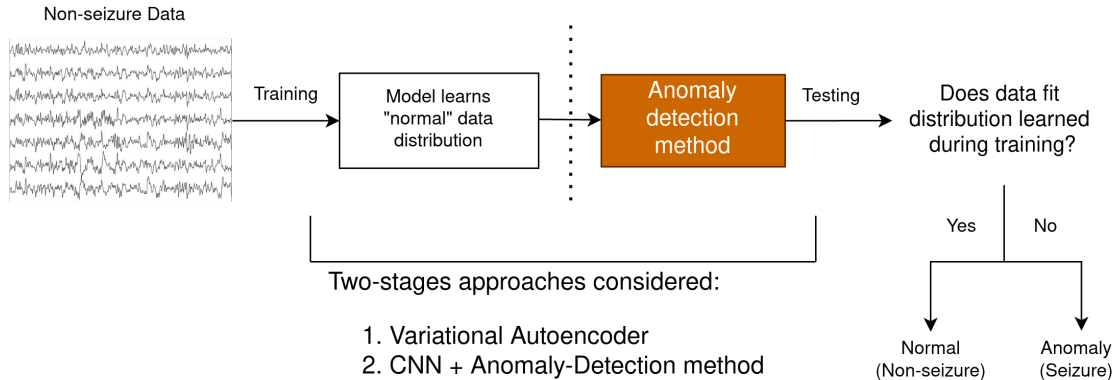 Non-seizure Data
Training
Model learns
"normal" data
distribution
Anomaly
detection
method
Testing
Does data fit
distribution learned
during training?
Yes
No
Normal
(Non-seizure)
Anomaly
(Seizure)
Two-stages approaches considered:
1. Variational Autoencoder
2. CNN + Anomaly-Detection method